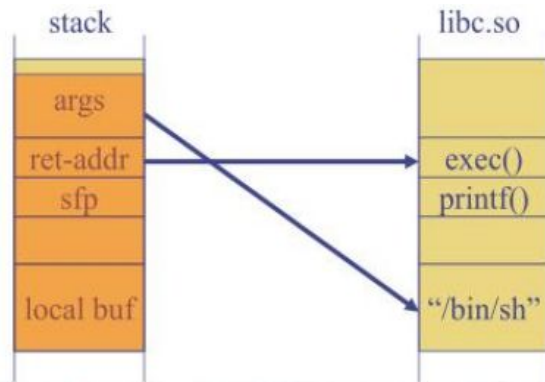 stack
libc.so
args
ret-addr
exec()
sfp
printf()
local buf
“/bin/sh”